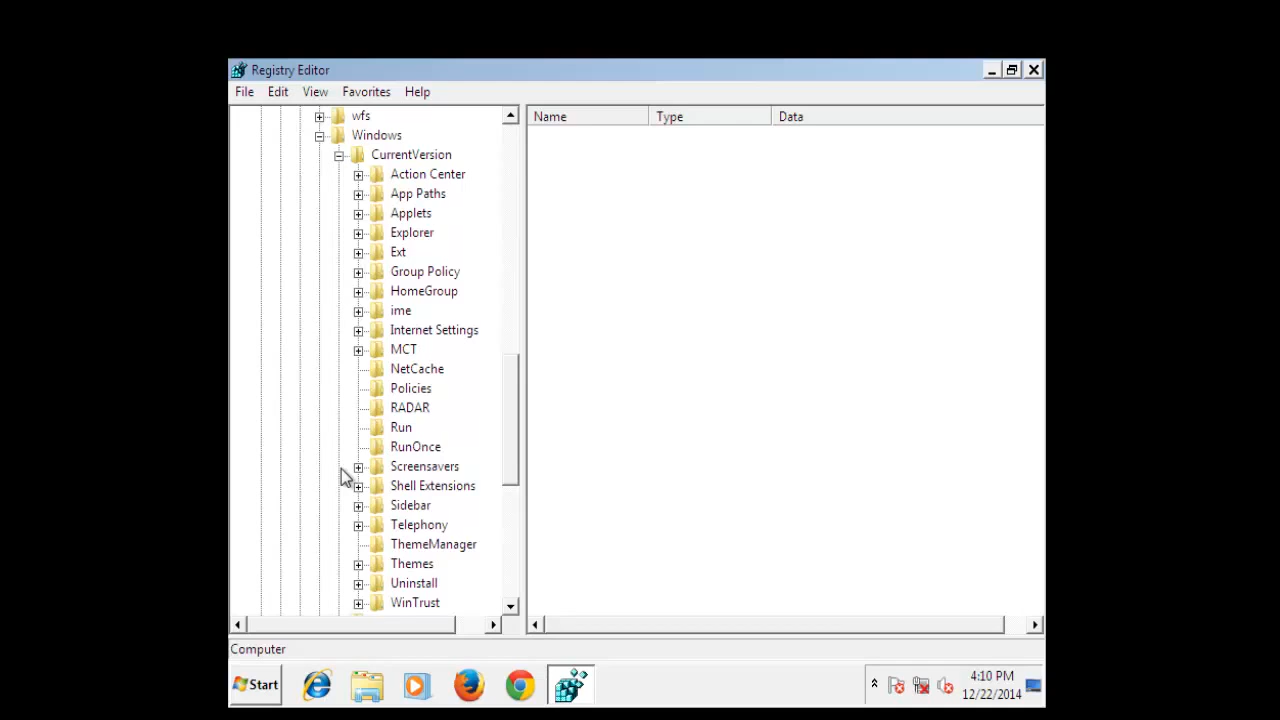 Registry Editor
File Edit View Favorites Help
wfs
Windows
CurrentVersion
Action Center
App Paths
Applets
Explorer
Ext
Group Policy
HomeGroup
ime
Internet Settings
MCT
NetCache
Policies
RADAR
Run
RunOnce
Screensavers
Shell Extensions
Sidebar
Telephony
ThemeManager
Themes
Uninstall
WinTrust
Name Type Data
Computer
Start
4:10 PM
12/22/2014